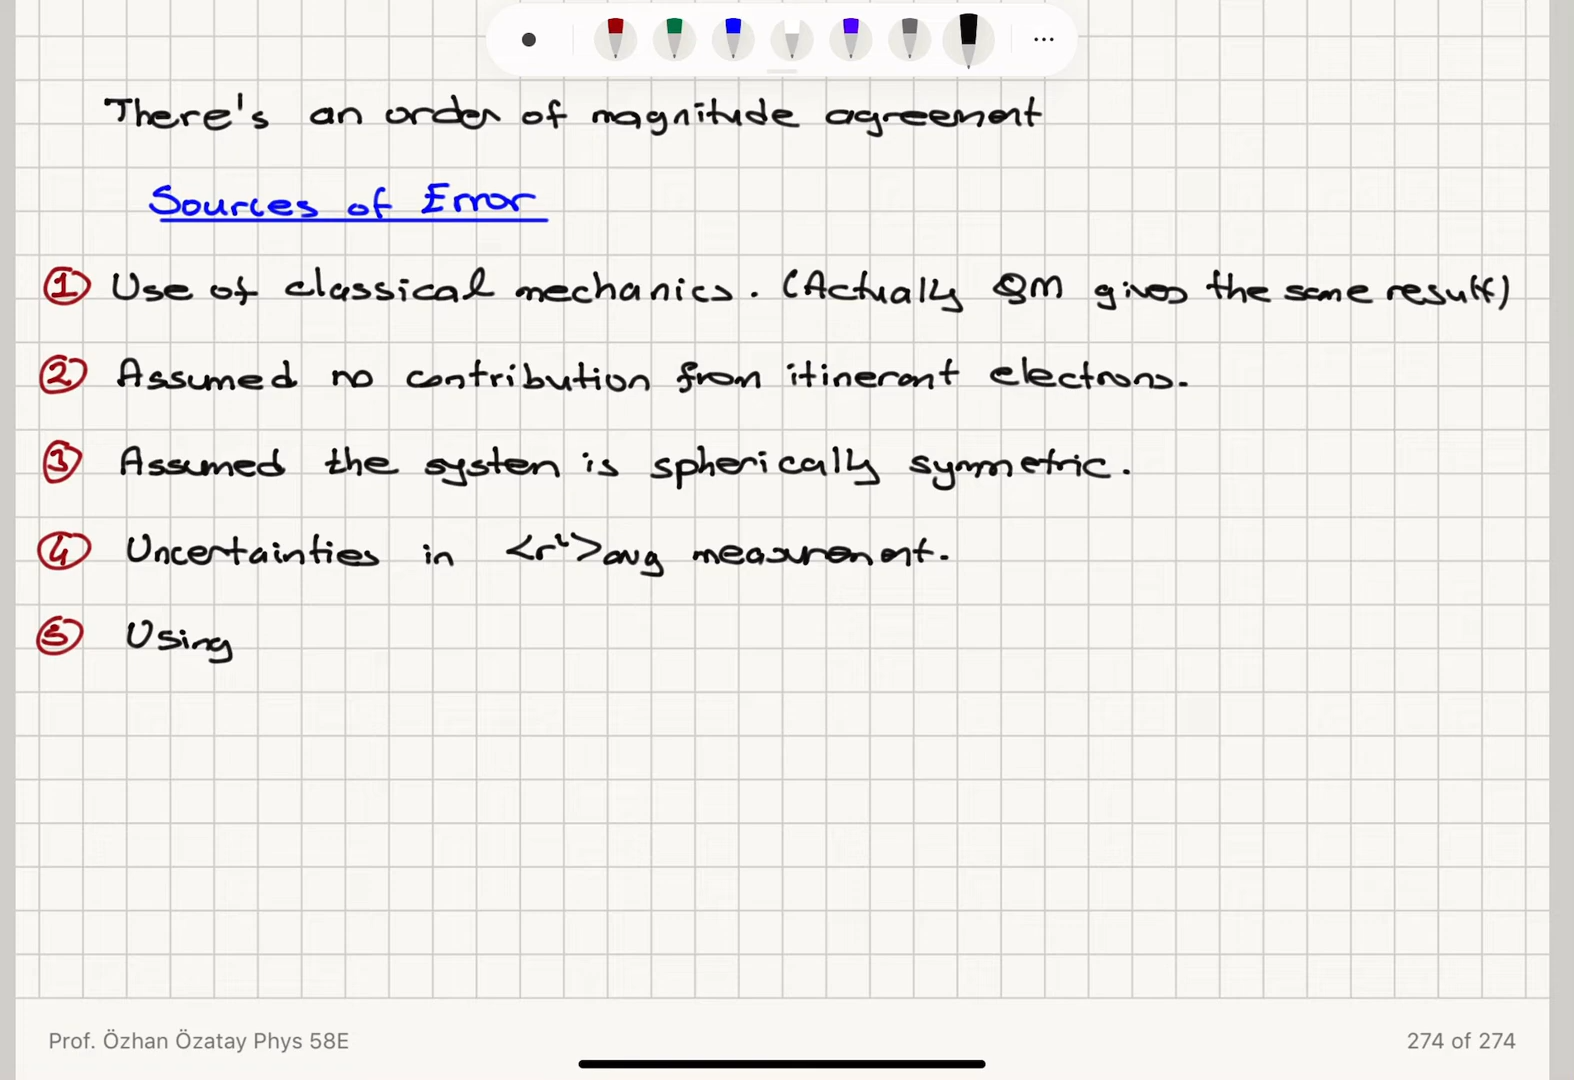 There's an order of magnitude agreement
Sources of Error
① Use of classical mechanics. (Actually QM gives the same result)
② Assumed no contribution from itinerant electrons.
③ Assumed the system is spherically symmetric.
④ Uncertainties in <r²>avg measurement.
⑤ Using
Prof. Özhan Özatay Phys 58E
274 of 274